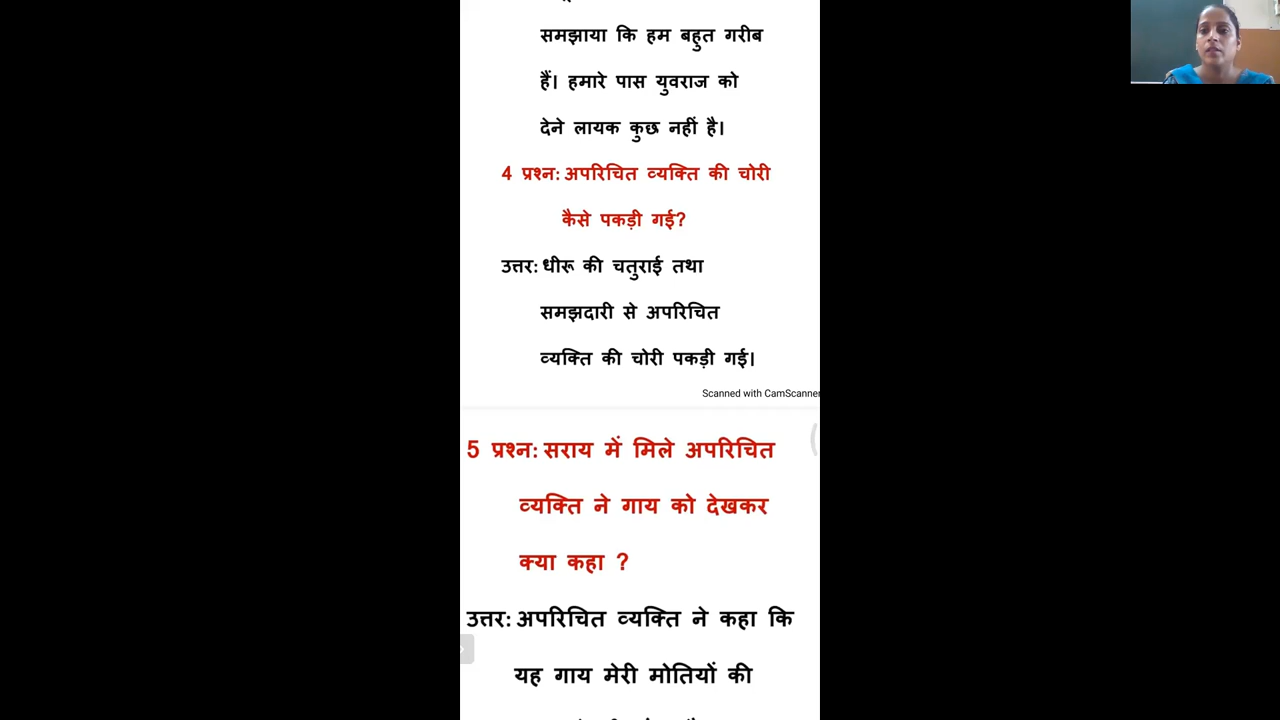 समझाया कि हम बहुत गरीब
हैं। हमारे पास युवराज को
देने लायक कुछ नहीं है।
4 प्रश्न: अपरिचित व्यक्ति की चोरी
कैसे पकड़ी गई?
उत्तर: धीरू की चतुराई तथा
समझदारी से अपरिचित
व्यक्ति की चोरी पकड़ी गई।
Scanned with CamScanner
5 प्रश्न: सराय में मिले अपरिचित
व्यक्ति ने गाय को देखकर
क्या कहा ?
उत्तर: अपरिचित व्यक्ति ने कहा कि
यह गाय मेरी मोतियों की